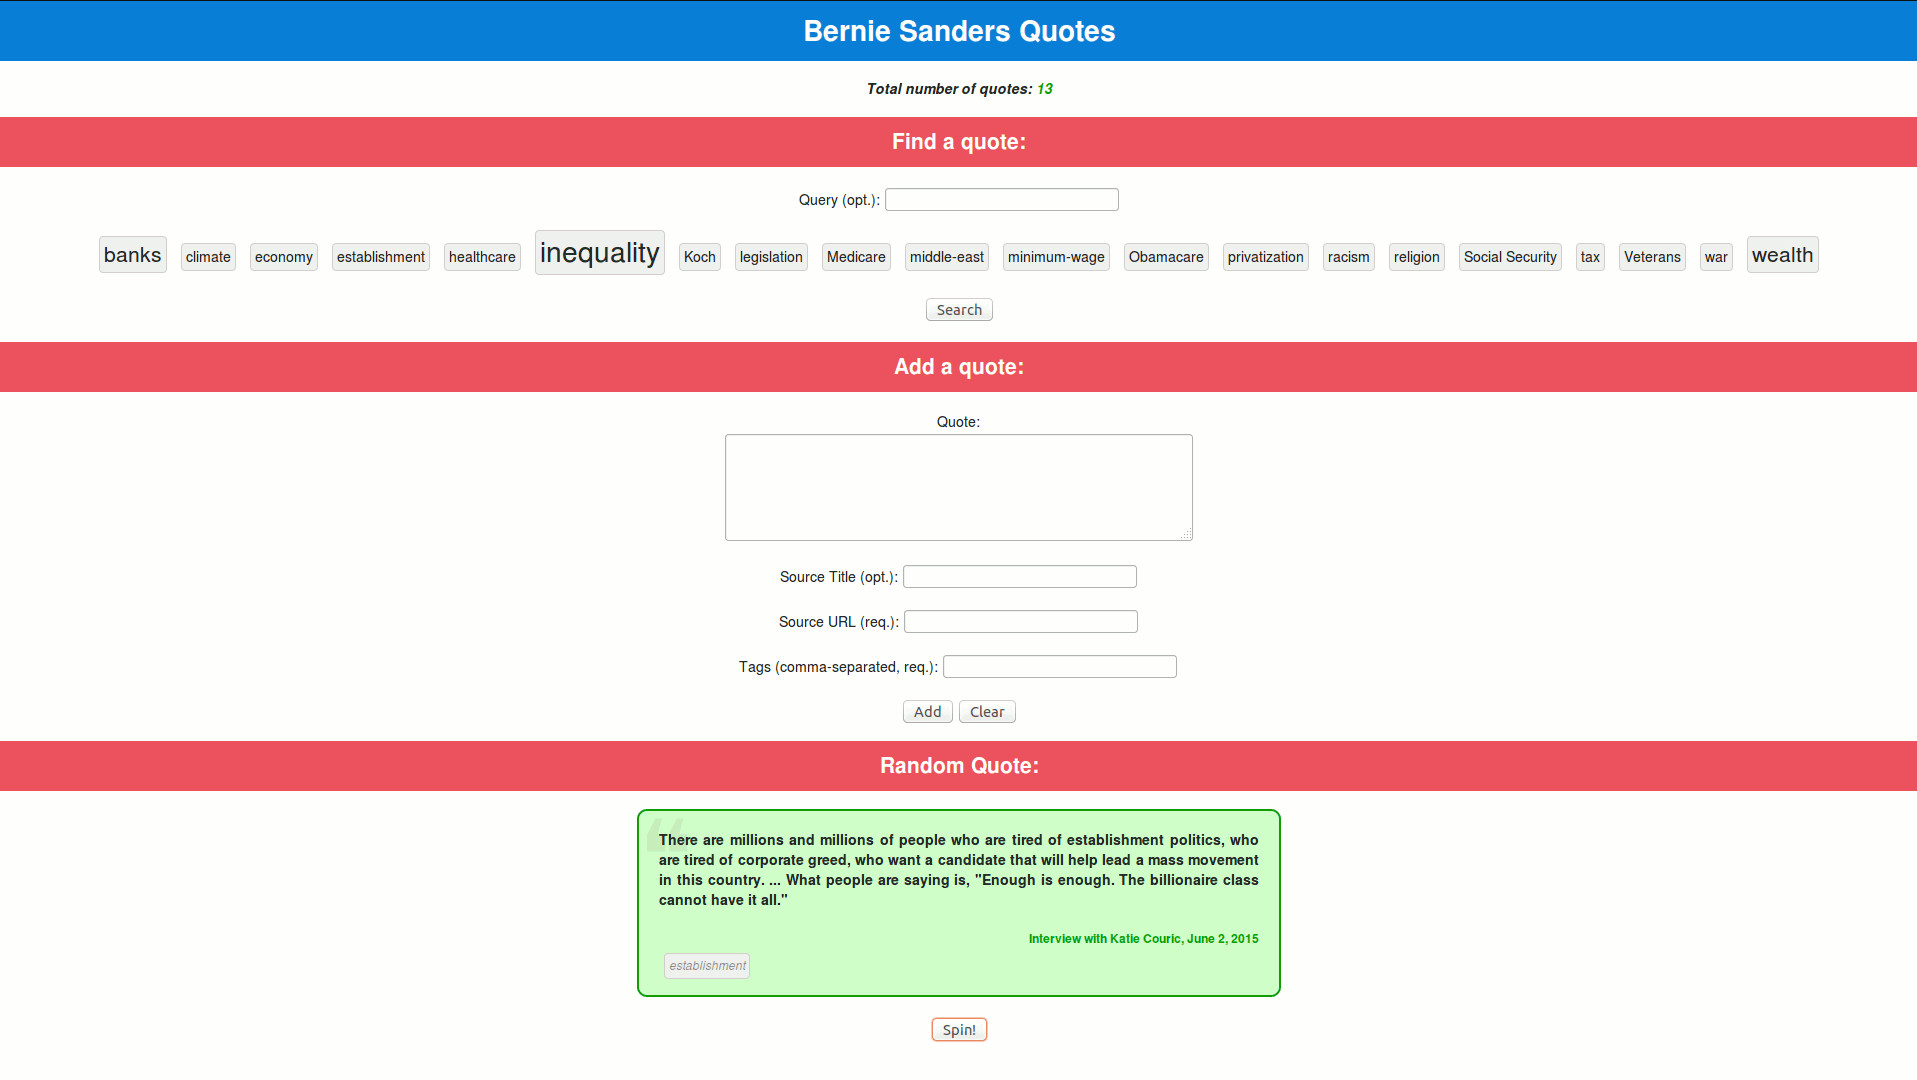 Bernie Sanders Quotes
Total number of quotes: 13
Find a quote:
Query (opt.):
banks climate economy establishment healthcare inequality Koch legislation Medicare middle-east minimum-wage Obamacare privatization racism religion Social Security tax Veterans war wealth
Search
Add a quote:
Quote:
Source Title (opt.):
Source URL (req.):
Tags (comma-separated, req.):
Add Clear
Random Quote:
There are millions and millions of people who are tired of establishment politics, who
are tired of corporate greed, who want a candidate that will help lead a mass movement
in this country. ... What people are saying is, "Enough is enough. The billionaire class
cannot have it all."
Interview with Katie Couric, June 2, 2015
establishment
Spin!